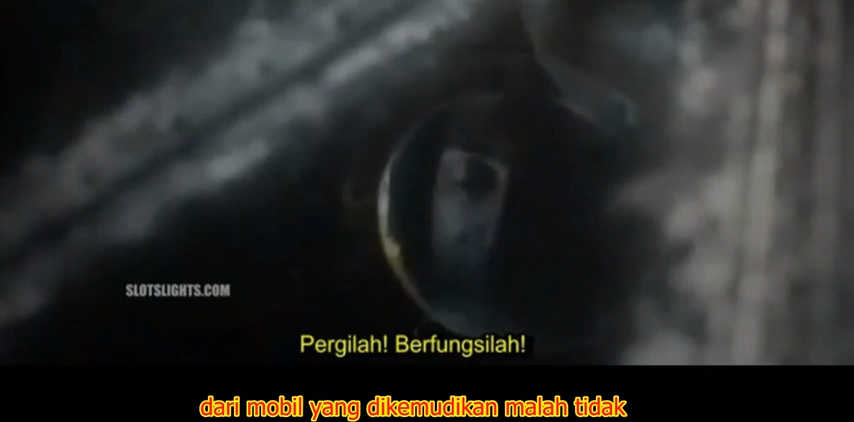 SLOTSLIGHTS.COM
Pergilah! Berfungsilah!
dari mobil yang dikemudikan malah tidak